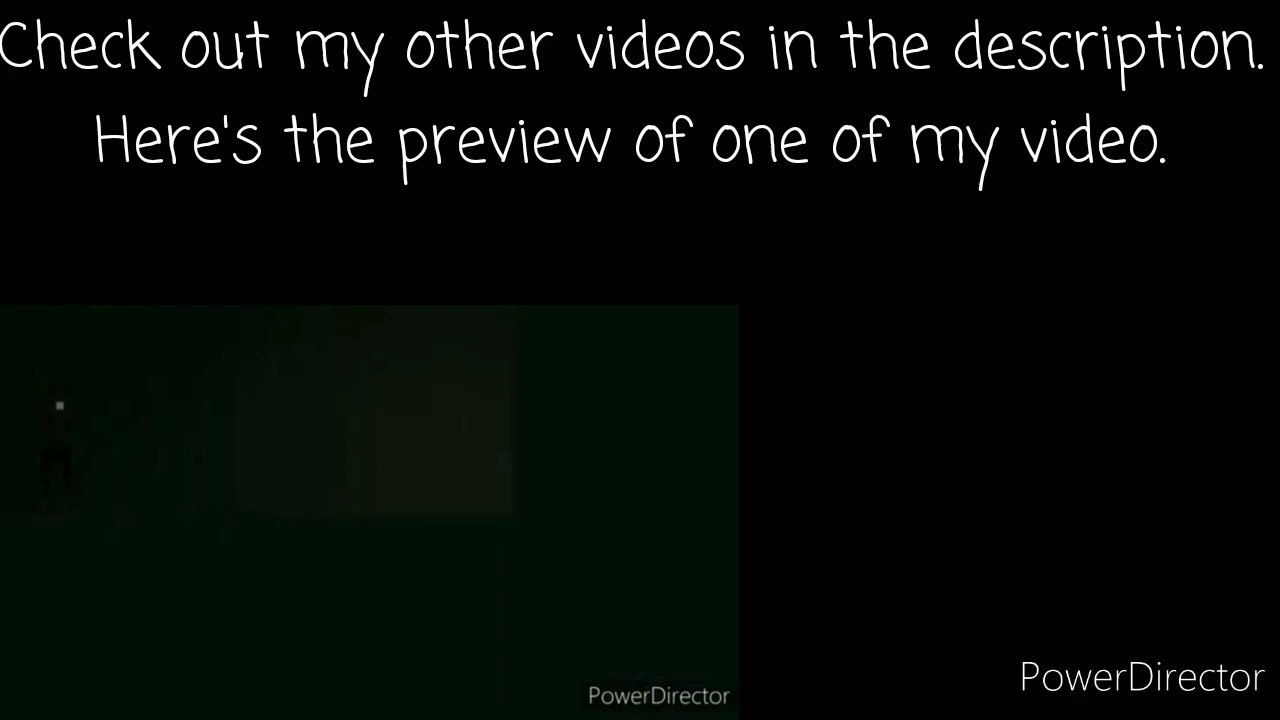 Check out my other videos in the description.
Here's the preview of one of my video.
PowerDirector
PowerDirector